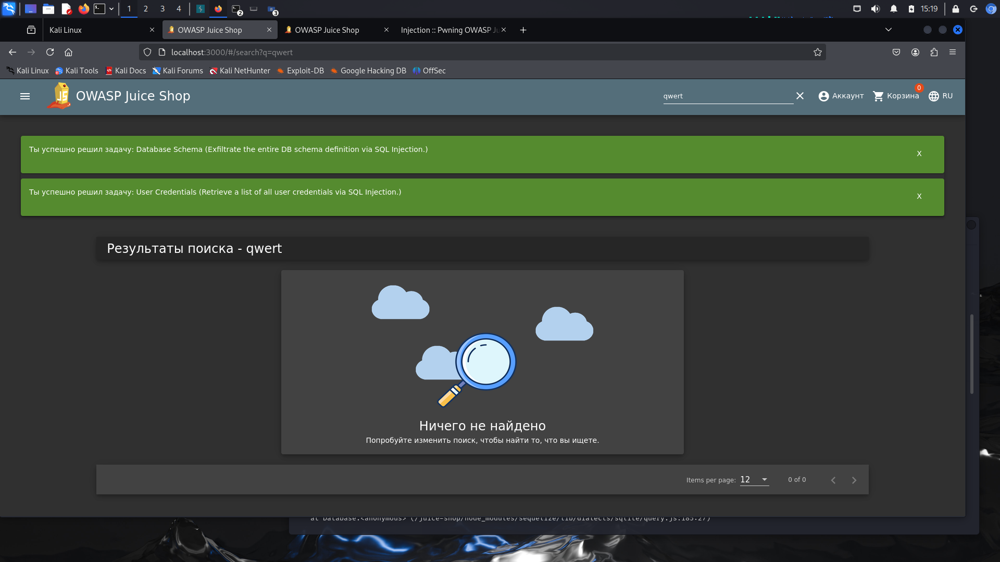 1 2 3 4 2 3 15:19
Kali Linux
OWASP Juice Shop
OWASP Juice Shop
Injection :: Pwning OWASP Ju
localhost:3000/#/search?q=qwert
Kali Linux Kali Tools Kali Docs Kali Forums Kali NetHunter Exploit-DB Google Hacking DB OffSec
OWASP Juice Shop
qwert
Аккаунт
0
Корзина
RU
Ты успешно решил задачу: Database Schema (Exfiltrate the entire DB schema definition via SQL Injection.)
X
Ты успешно решил задачу: User Credentials (Retrieve a list of all user credentials via SQL Injection.)
X
Результаты поиска - qwert
Ничего не найдено
Попробуйте изменить поиск, чтобы найти то, что вы ищете.
Items per page: 12 0 of 0
at Database.<anonymous> (/juice-shop/node_modules/sequelize/lib/dialects/sqlite/query.js:185:27)